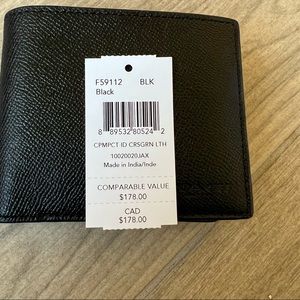 F59112 BLK
Black
8 89532 80524 2
CPMPCT ID CRSGRN LTH
10020020JAX
Made in India/Inde
COMPARABLE VALUE
$178.00
CAD
$178.00